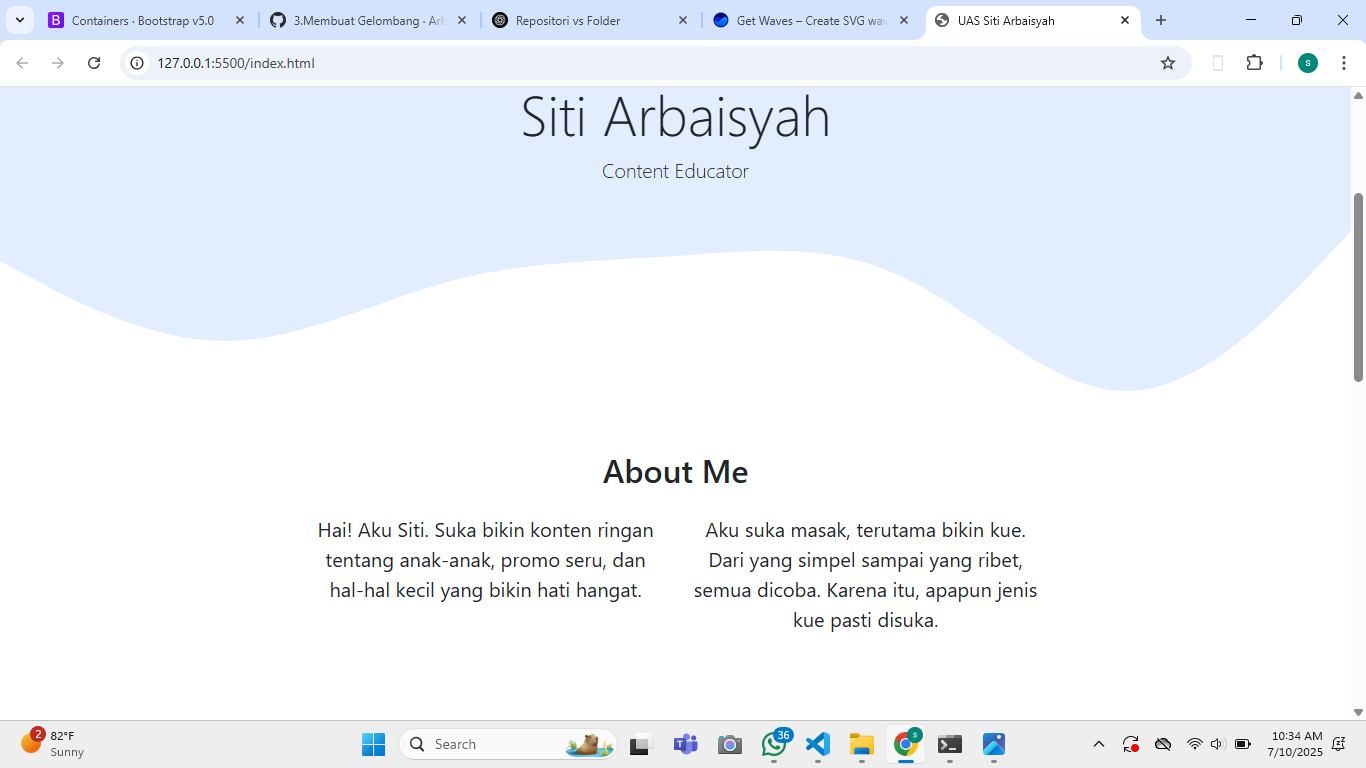 Containers · Bootstrap v5.0
3.Membuat Gelombang · Ar
Repositori vs Folder
Get Waves – Create SVG wav
UAS Siti Arbaisyah
127.0.0.1:5500/index.html
s
Siti Arbaisyah
Content Educator
About Me
Hai! Aku Siti. Suka bikin konten ringan
tentang anak-anak, promo seru, dan
hal-hal kecil yang bikin hati hangat.
Aku suka masak, terutama bikin kue.
Dari yang simpel sampai yang ribet,
semua dicoba. Karena itu, apapun jenis
kue pasti disuka.
2
82°F
Sunny
Search
36
s
10:34 AM
7/10/2025